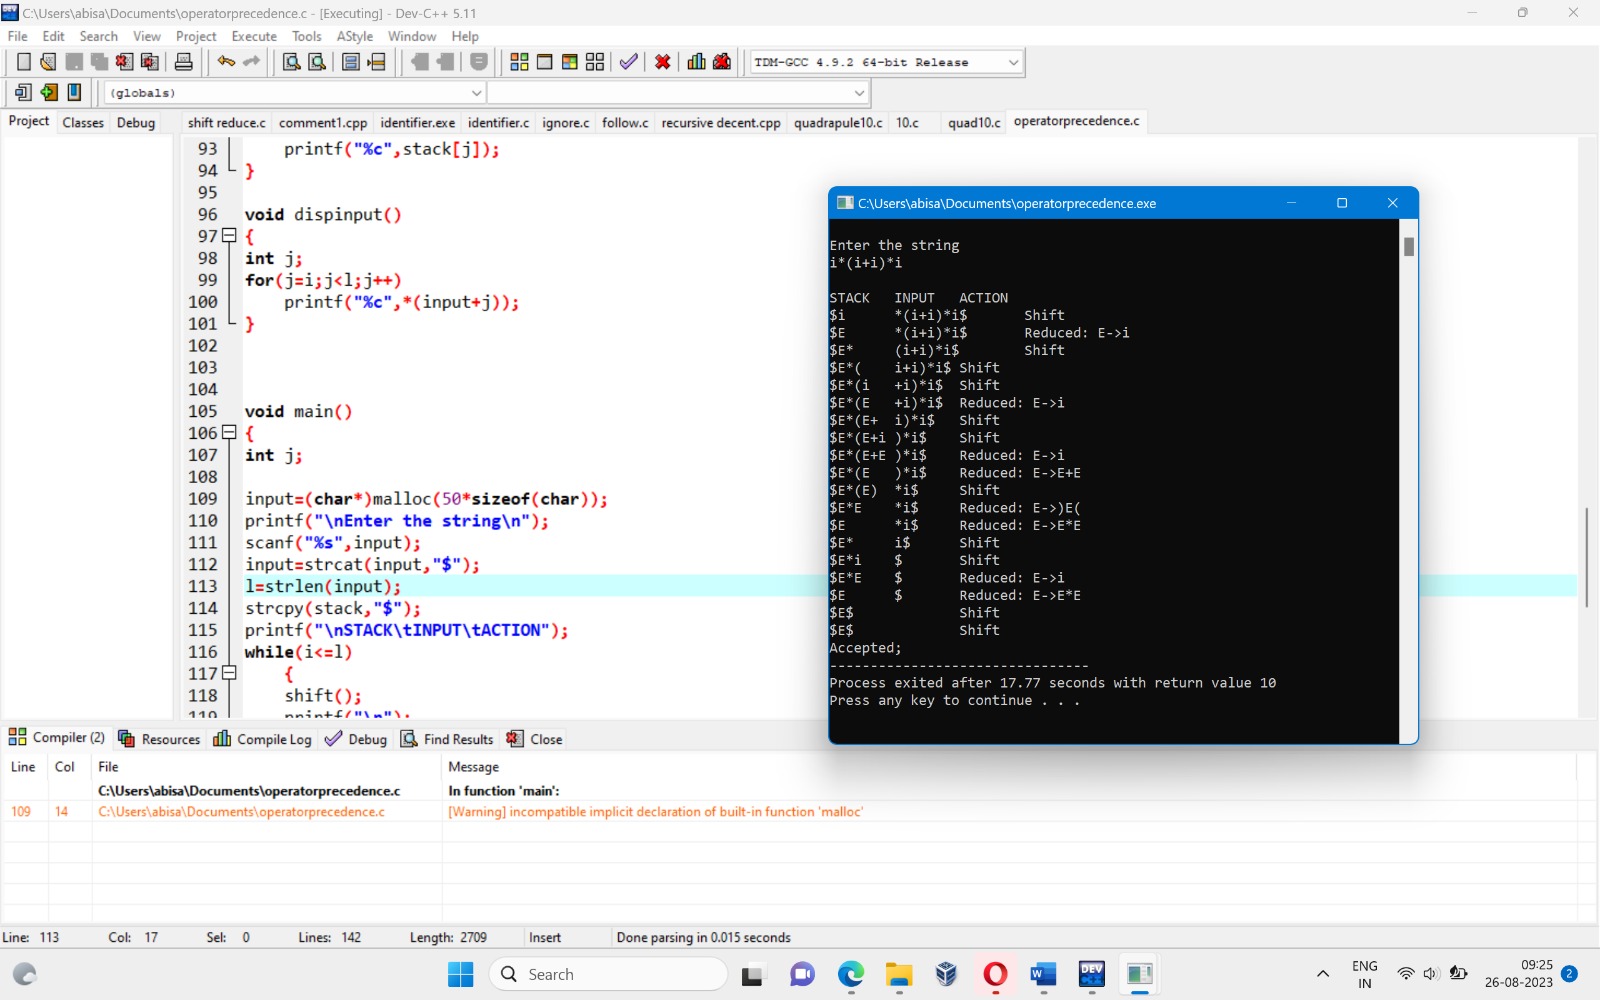 C:\Users\abisa\Documents\operatorprecedence.c - [Executing] - Dev-C++ 5.11
File Edit Search View Project Execute Tools AStyle Window Help
TDM-GCC 4.9.2 64-bit Release
(globals)
Project Classes Debug
shift reduce.c comment1.cpp identifier.exe identifier.c ignore.c follow.c recursive decent.cpp quadrapule10.c 10.c quad10.c operatorprecedence.c
93 printf("%c",stack[j]);
94 }
95
96 void dispinput()
97 {
98 int j;
99 for(j=i;j<l;j++)
100 printf("%c",*(input+j));
101 }
102
103
104
105 void main()
106 {
107 int j;
108
109 input=(char*)malloc(50*sizeof(char));
110 printf("\nEnter the string\n");
111 scanf("%s",input);
112 input=strcat(input,"$");
113 l=strlen(input);
114 strcpy(stack,"$");
115 printf("\nSTACK\tINPUT\tACTION");
116 while(i<=l)
117 {
118 shift();
119 printf("\n");
C:\Users\abisa\Documents\operatorprecedence.exe
Enter the string
i*(i+i)*i
STACK INPUT ACTION
$i *(i+i)*i$ Shift
$E *(i+i)*i$ Reduced: E->i
$E* (i+i)*i$ Shift
$E*( i+i)*i$ Shift
$E*(i +i)*i$ Shift
$E*(E +i)*i$ Reduced: E->i
$E*(E+ i)*i$ Shift
$E*(E+i )*i$ Shift
$E*(E+E )*i$ Reduced: E->i
$E*(E )*i$ Reduced: E->E+E
$E*(E) *i$ Shift
$E*E *i$ Reduced: E->)E(
$E *i$ Reduced: E->E*E
$E* i$ Shift
$E*i $ Shift
$E*E $ Reduced: E->i
$E $ Reduced: E->E*E
$E$ Shift
$E$ Shift
Accepted;
--------------------------------
Process exited after 17.77 seconds with return value 10
Press any key to continue . . .
Compiler (2) Resources Compile Log Debug Find Results Close
Line Col File Message
C:\Users\abisa\Documents\operatorprecedence.c In function 'main':
109 14 C:\Users\abisa\Documents\operatorprecedence.c [Warning] incompatible implicit declaration of built-in function 'malloc'
Line: 113 Col: 17 Sel: 0 Lines: 142 Length: 2709 Insert Done parsing in 0.015 seconds
Search
DEV
ENG
IN
09:25
26-08-2023
2